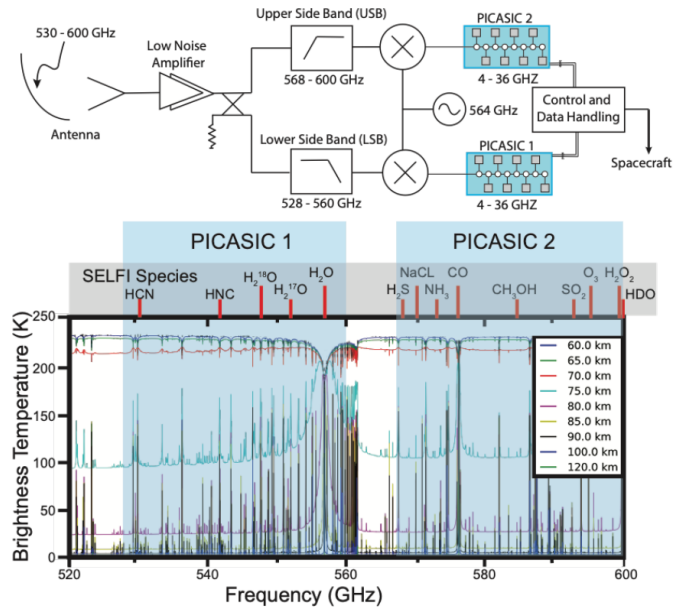 Upper Side Band (USB)
PICASIC 2
530 - 600 GHz
Low Noise
Amplifier
568 - 600 GHz
4 - 36 GHZ
Antenna
564 GHz
Control and
Data Handling
Lower Side Band (LSB)
PICASIC 1
Spacecraft
528 - 560 GHz
4 - 36 GHZ
PICASIC 1
PICASIC 2
SELFI Species
HCN
HNC
H₂¹⁸O
H₂¹⁷O
H₂O
H₂S
NaCL
NH₃
CO
CH₃OH
SO₂
O₃
H₂O₂
HDO
Brightness Temperature (K)
250
200
150
100
50
0
60.0 km
65.0 km
70.0 km
75.0 km
80.0 km
85.0 km
90.0 km
100.0 km
120.0 km
520
540
560
580
600
Frequency (GHz)